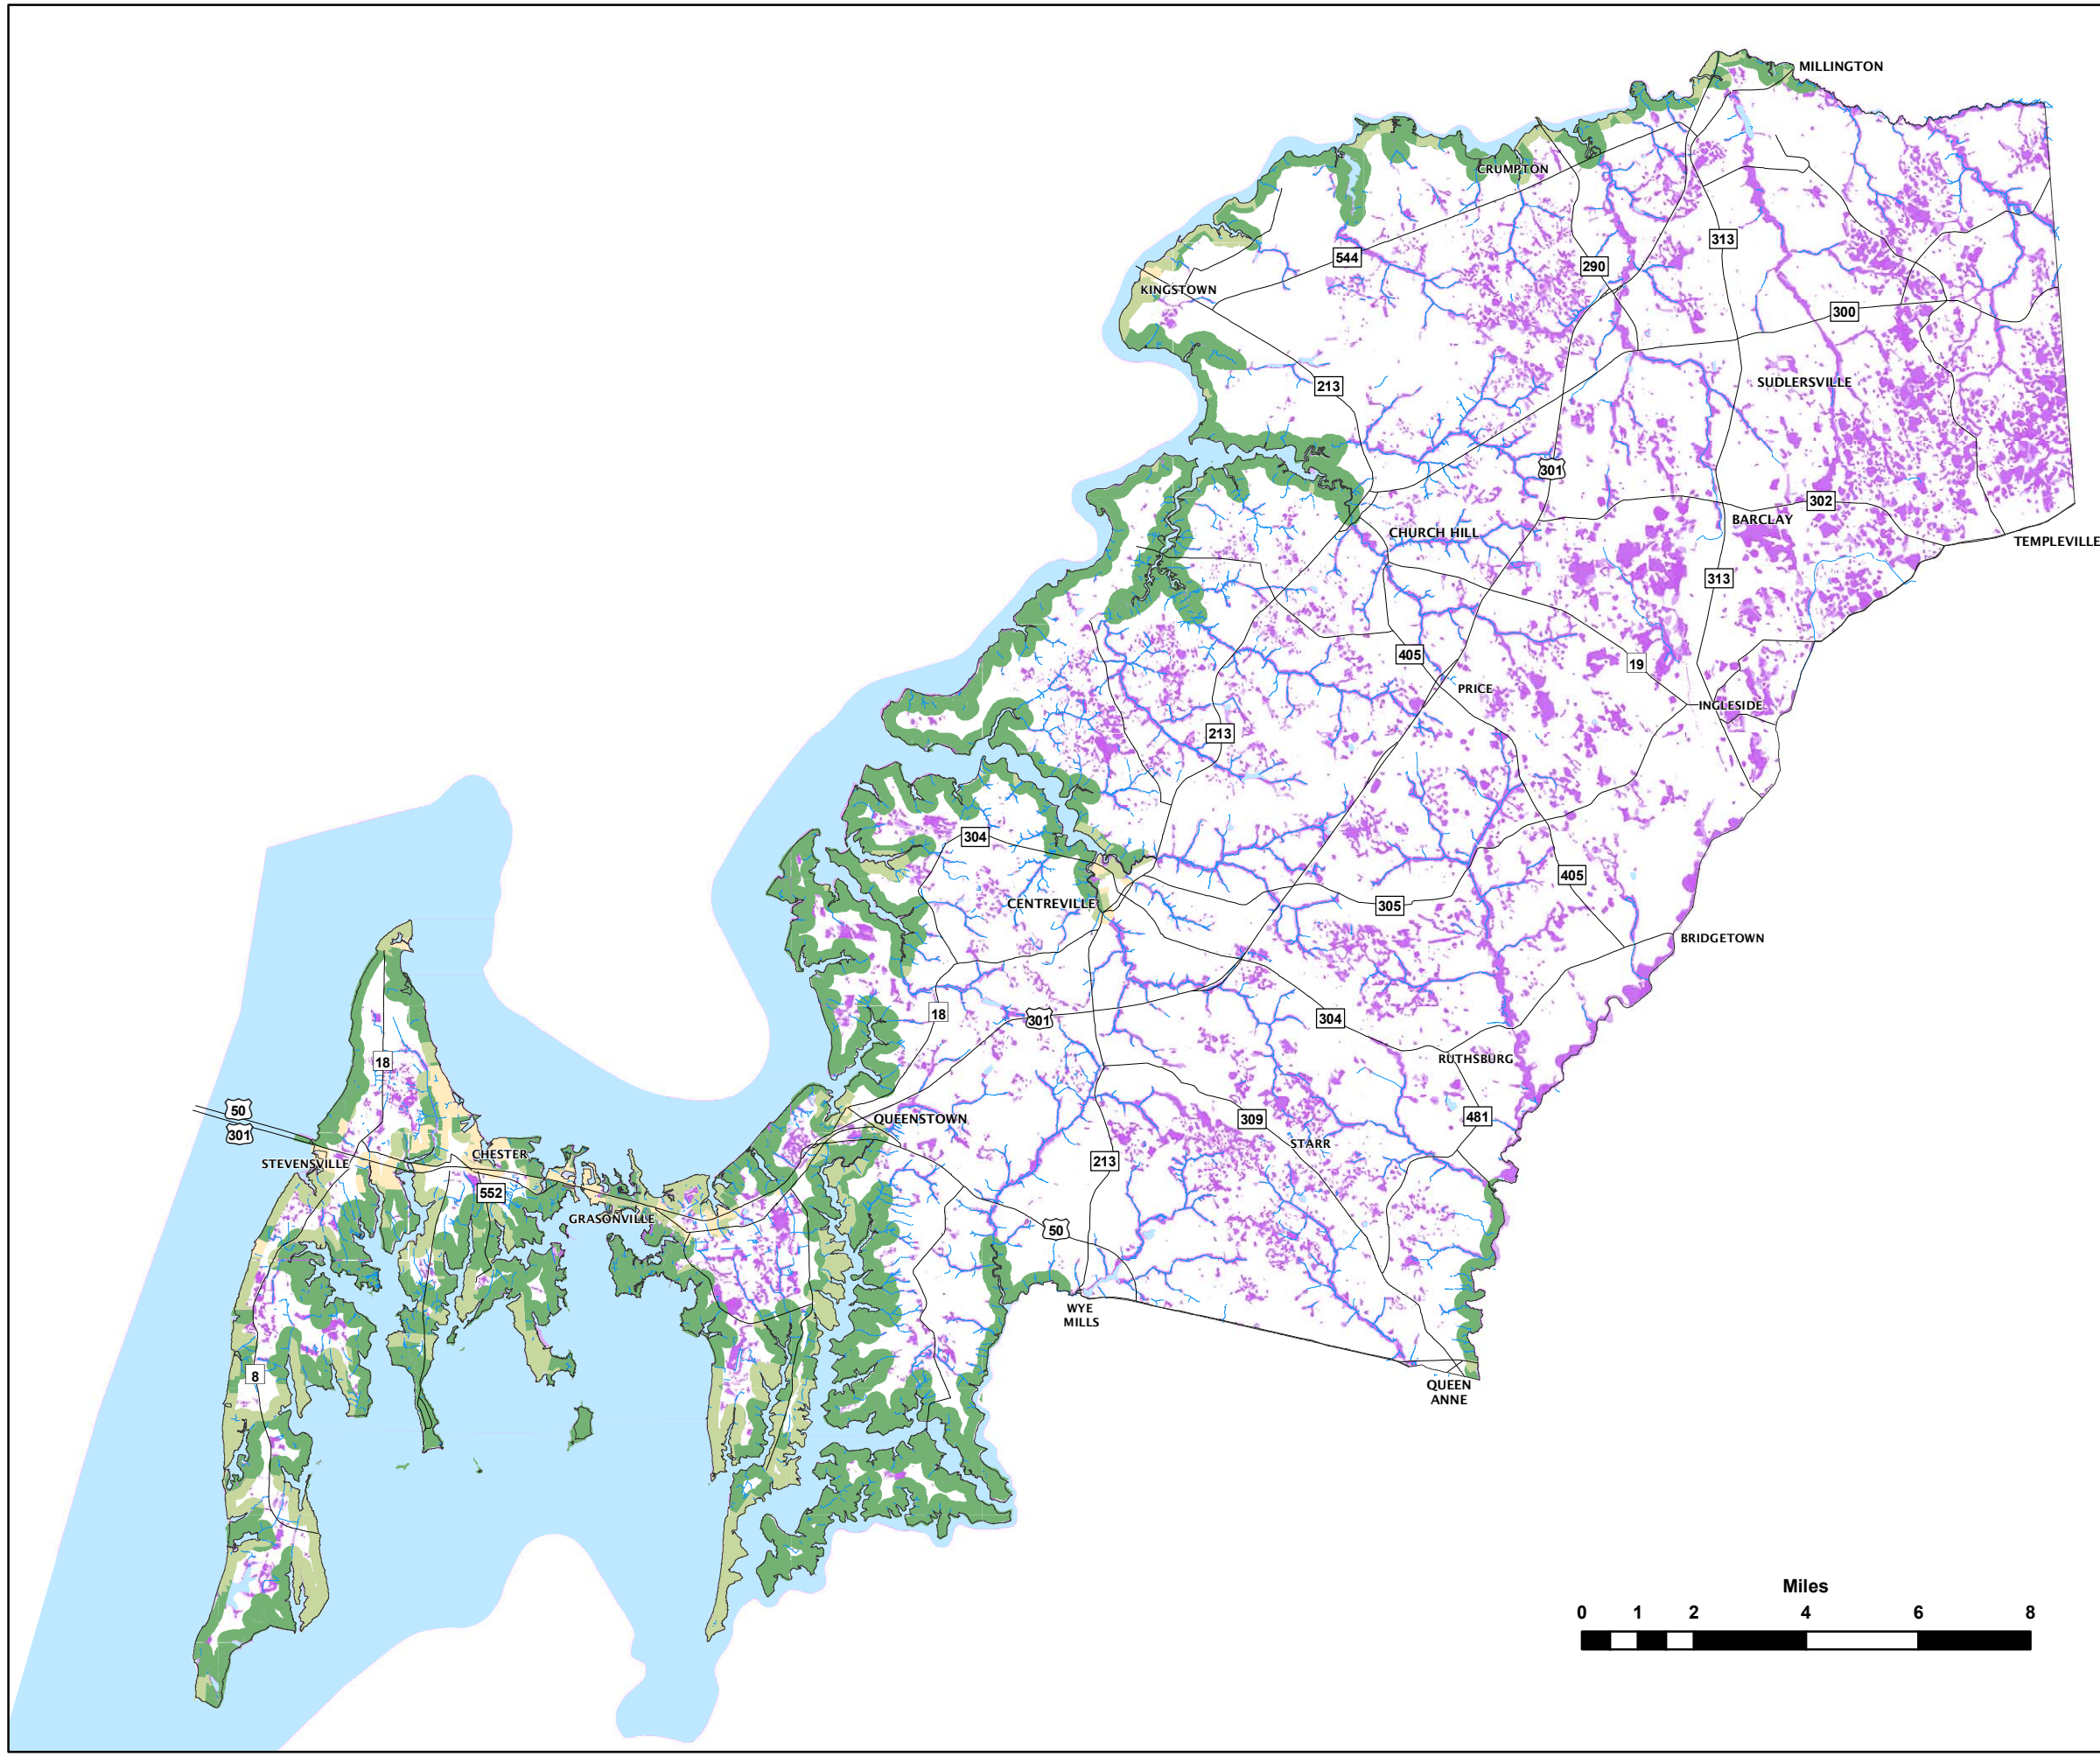 MILLINGTON
CRUMPTON
313
544
290
KINGSTOWN
300
213
SUDLERSVILLE
301
302
BARCLAY
CHURCH HILL
TEMPLEVILLE
313
405
19
PRICE
INGLESIDE
213
304
405
CENTREVILLE
305
BRIDGETOWN
18
301
304
RUTHSBURG
18
50
301
QUEENSTOWN
309
481
STARR
STEVENSVILLE
CHESTER
213
552
GRASONVILLE
50
WYE
MILLS
8
QUEEN
ANNE
Miles
0 1 2 4 6 8